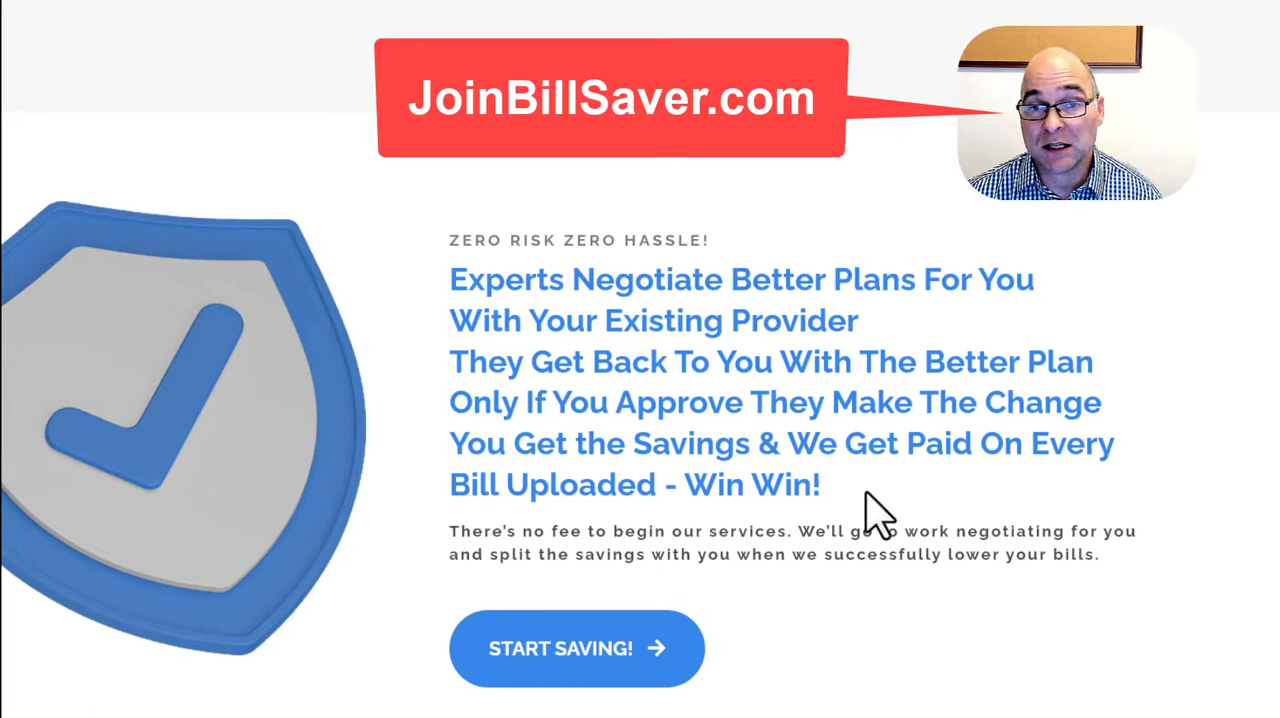 JoinBillSaver.com
ZERO RISK ZERO HASSLE!
Experts Negotiate Better Plans For You
With Your Existing Provider
They Get Back To You With The Better Plan
Only If You Approve They Make The Change
You Get the Savings & We Get Paid On Every
Bill Uploaded - Win Win!
There's no fee to begin our services. We'll work negotiating for you
and split the savings with you when we successfully lower your bills.
START SAVING!